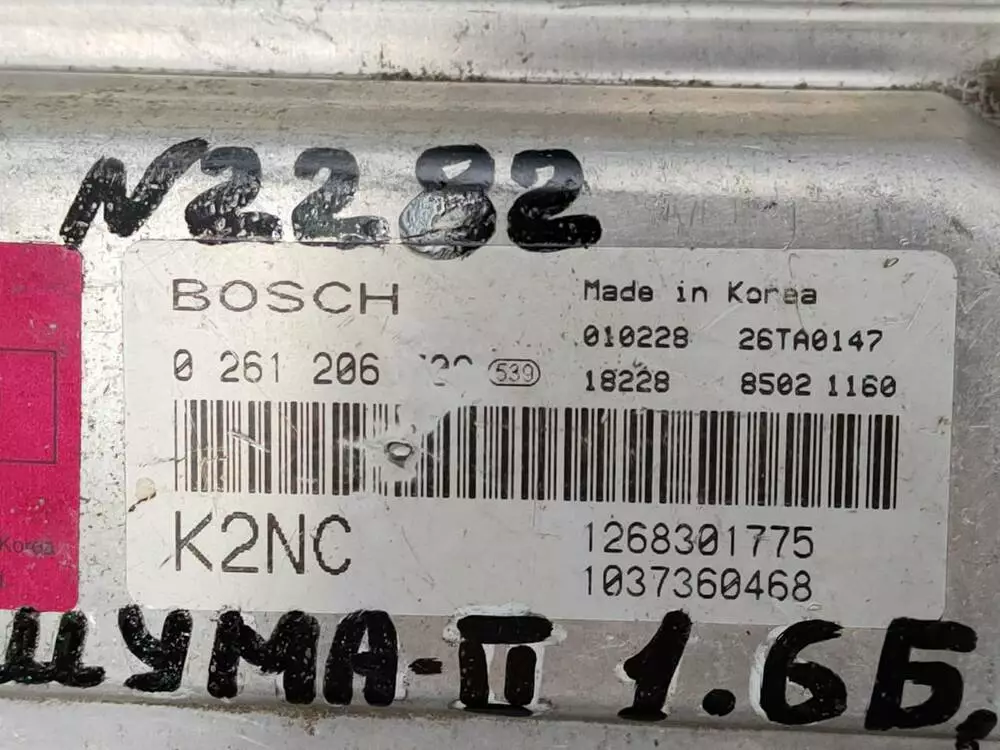 N2282
BOSCH
Made in Korea
010228 26TA0147
0 261 206 539
18228 8502 1160
K2NC
1268301775
1037360468
Korea
ШУМА-II 1.6Б.